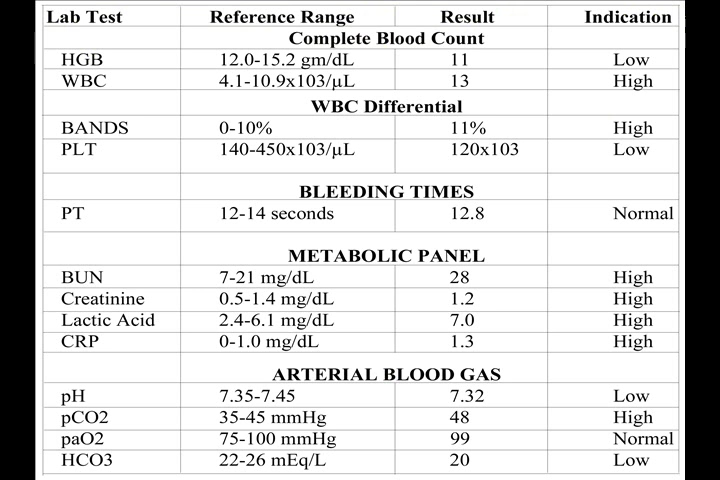 Lab Test Reference Range Result Indication
Complete Blood Count
HGB 12.0-15.2 gm/dL 11 Low
WBC 4.1-10.9x103/µL 13 High
WBC Differential
BANDS 0-10% 11% High
PLT 140-450x103/µL 120x103 Low
BLEEDING TIMES
PT 12-14 seconds 12.8 Normal
METABOLIC PANEL
BUN 7-21 mg/dL 28 High
Creatinine 0.5-1.4 mg/dL 1.2 High
Lactic Acid 2.4-6.1 mg/dL 7.0 High
CRP 0-1.0 mg/dL 1.3 High
ARTERIAL BLOOD GAS
pH 7.35-7.45 7.32 Low
pCO2 35-45 mmHg 48 High
paO2 75-100 mmHg 99 Normal
HCO3 22-26 mEq/L 20 Low